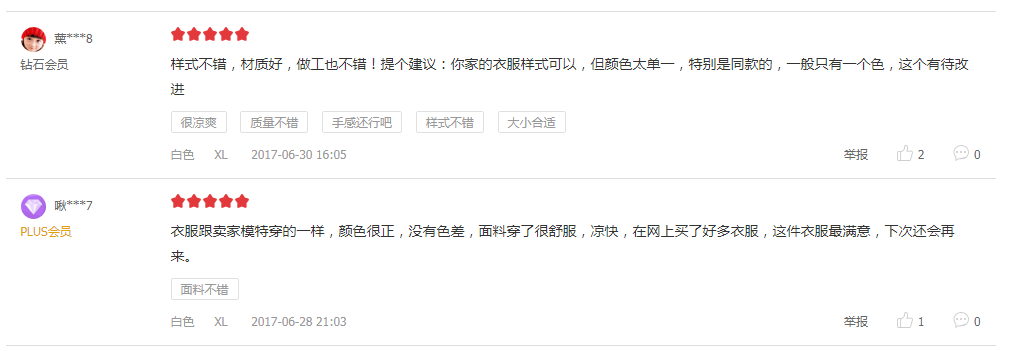 蕙***8
钻石会员
样式不错，材质好，做工也不错！提个建议：你家的衣服样式可以，但颜色太单一，特别是同款的，一般只有一个色，这个有待改
进
很凉爽 质量不错 手感还行吧 样式不错 大小合适
白色 XL 2017-06-30 16:05 举报 2 0
啾***7
PLUS会员
衣服跟卖家模特穿的一样，颜色很正，没有色差，面料穿了很舒服，凉快，在网上买了好多衣服，这件衣服最满意，下次还会再
来。
面料不错
白色 XL 2017-06-28 21:03 举报 1 0